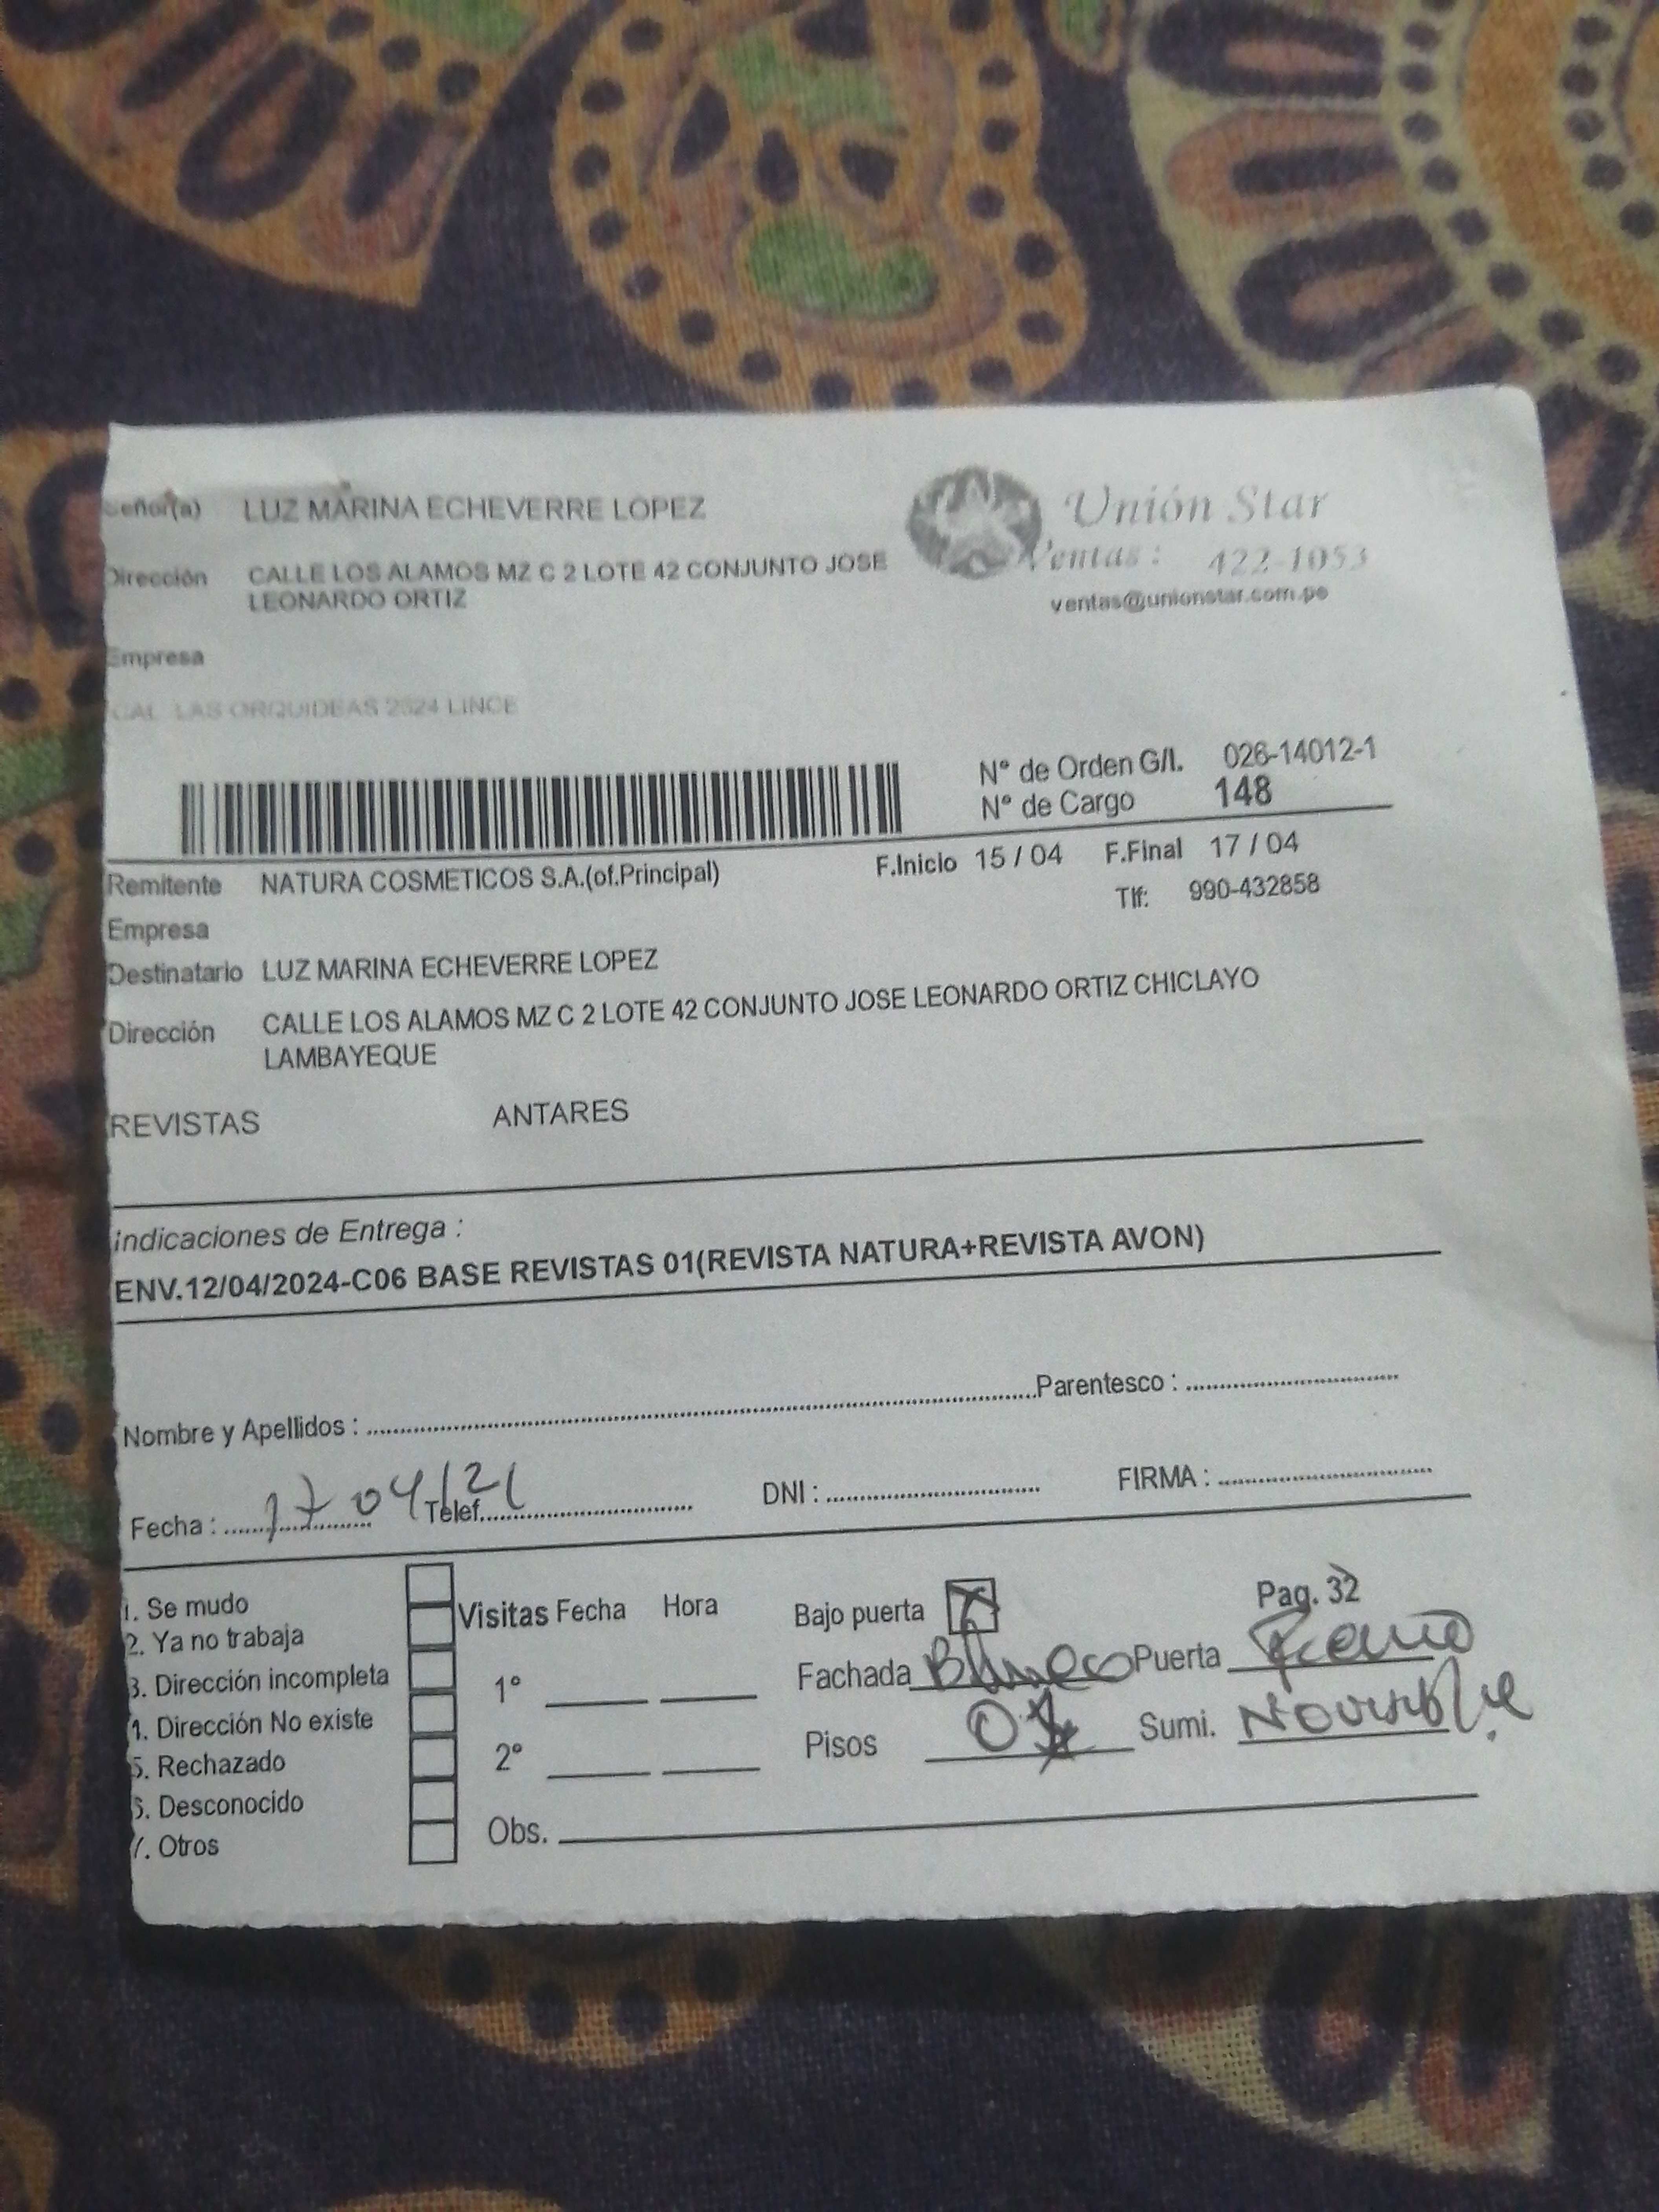 Señor(a) LUZ MARINA ECHEVERRE LOPEZ
Unión Star
Ventas: 422-1053
ventas@unionstar.com.pe
Dirección CALLE LOS ALAMOS MZ C 2 LOTE 42 CONJUNTO JOSE
LEONARDO ORTIZ
Empresa
CAL LAS ORQUIDEAS 2624 LINCE
N° de Orden G/I. 026-14012-1
N° de Cargo 148
Remitente NATURA COSMETICOS S.A.(of.Principal) F.Inicio 15 / 04 F.Final 17 / 04
Tlf: 990-432858
Empresa
Destinatario LUZ MARINA ECHEVERRE LOPEZ
Dirección CALLE LOS ALAMOS MZ C 2 LOTE 42 CONJUNTO JOSE LEONARDO ORTIZ CHICLAYO
LAMBAYEQUE
REVISTAS ANTARES
Indicaciones de Entrega :
ENV.12/04/2024-C06 BASE REVISTAS 01(REVISTA NATURA+REVISTA AVON)
Nombre y Apellidos : Parentesco :
Fecha : 17 04/ Telef. DNI : FIRMA :
1. Se mudo
2. Ya no trabaja
3. Dirección incompleta
4. Dirección No existe
5. Rechazado
6. Desconocido
7. Otros
Visitas Fecha Hora
1°
2°
Obs.
Bajo puerta X Pag. 32
Fachada Blanco Puerta
Pisos Sumi. No visible